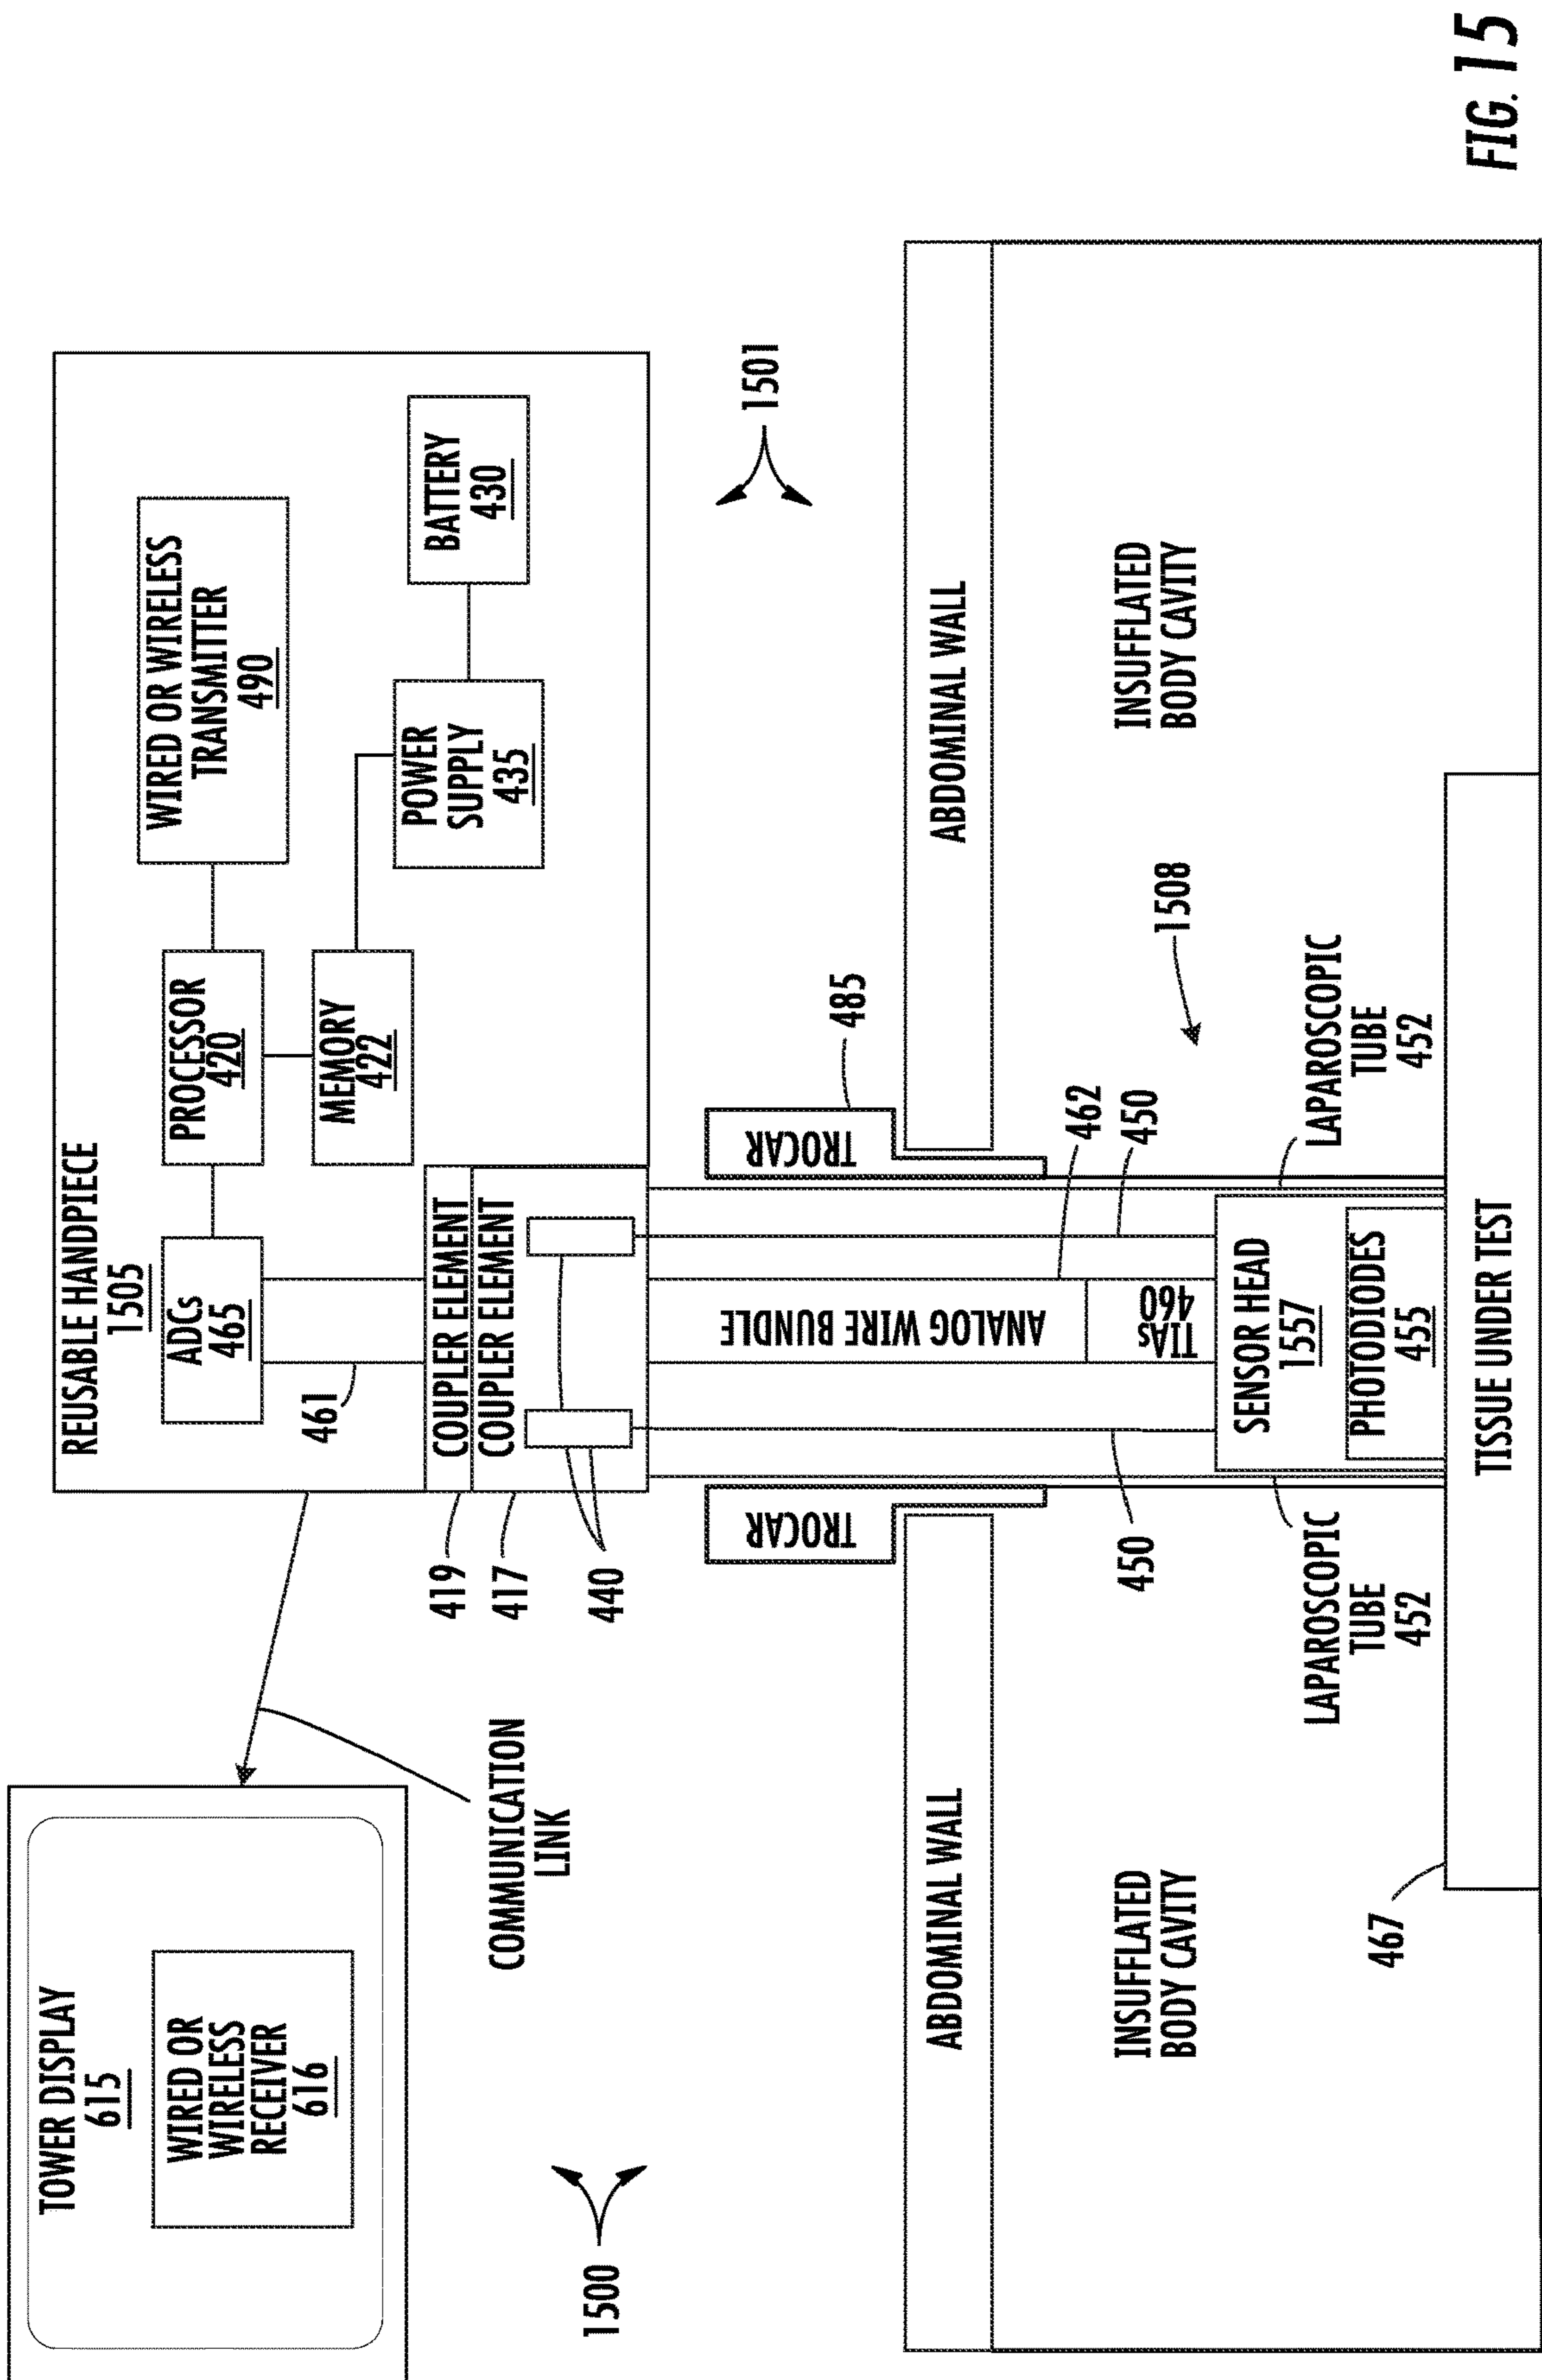 TOWER DISPLAY
615
WIRED OR
WIRELESS
RECEIVER
616
COMMUNICATION
LINK
1500
REUSABLE HANDPIECE
1505
ADCs
465
PROCESSOR
420
WIRED OR WIRELESS
TRANSMITTER
490
MEMORY
422
POWER
SUPPLY
435
BATTERY
430
461
COUPLER ELEMENT
COUPLER ELEMENT
419
417
440
1501
TROCAR
TROCAR
485
ABDOMINAL WALL
ABDOMINAL WALL
ANALOG WIRE BUNDLE
462
450
450
TIAs
460
1508
INSUFFLATED
BODY CAVITY
INSUFFLATED
BODY CAVITY
SENSOR HEAD
1557
PHOTODIODES
455
LAPAROSCOPIC
TUBE
452
LAPAROSCOPIC
TUBE
452
467
TISSUE UNDER TEST
FIG. 15